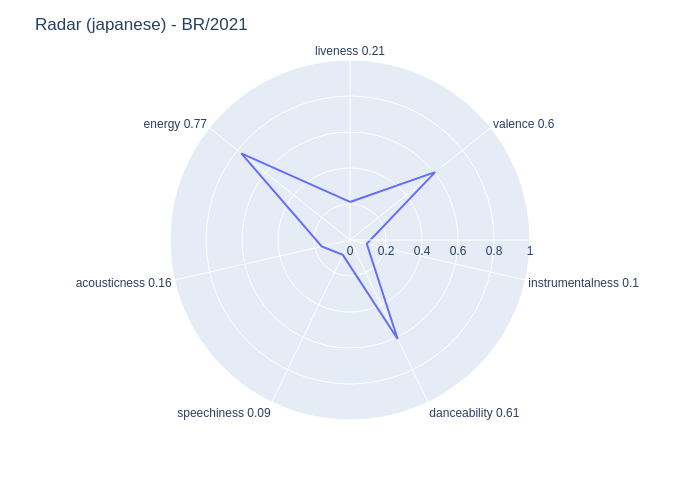 Radar (japanese) - BR/2021
liveness 0.21
energy 0.77
valence 0.6
0
0.2
0.4
0.6
0.8
1
acousticness 0.16
instrumentalness 0.1
speechiness 0.09
danceability 0.61